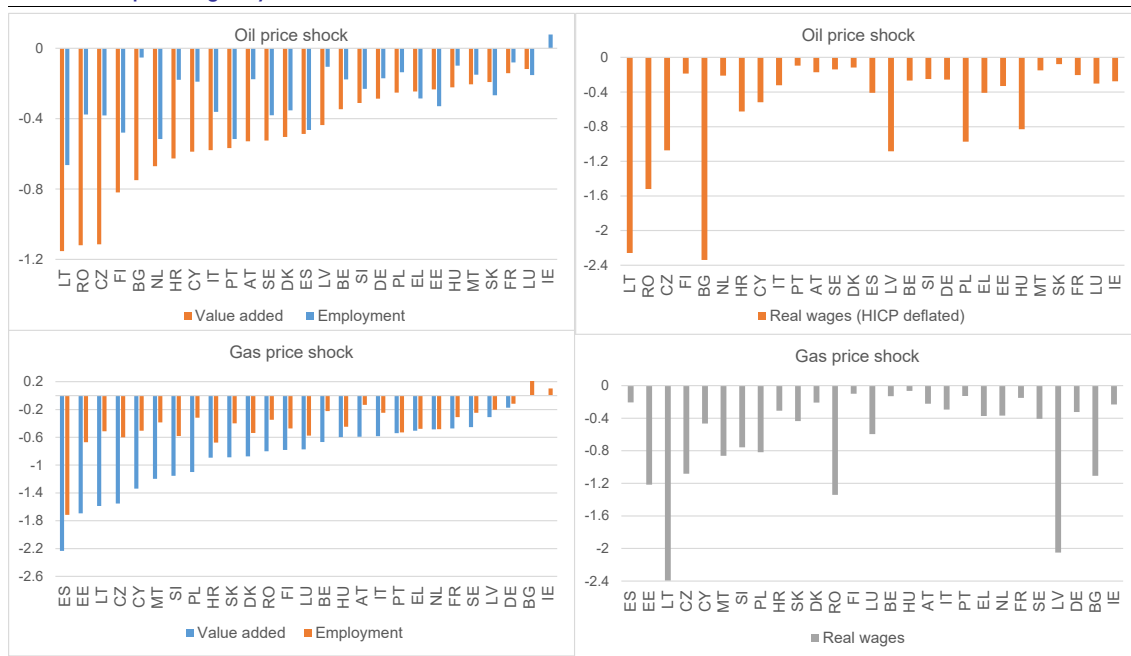 Oil price shock
0
-0.4
-0.8
-1.2
LT RO CZ FI BG NL HR CY IT PT AT SE DK ES LV BE SI DE PL EL EE HU MT SK FR LU IE
Value added Employment
Oil price shock
0
-0.4
-0.8
-1.2
-1.6
-2
-2.4
LT RO CZ FI BG NL HR CY IT PT AT SE DK ES LV BE SI DE PL EL EE HU MT SK FR LU IE
Real wages (HICP deflated)
Gas price shock
0.2
-0.2
-0.6
-1
-1.4
-1.8
-2.2
-2.6
ES EE LT CZ CY MT SI PL HR SK DK RO FI LU BE HU AT IT PT EL NL FR SE LV DE BG IE
Value added Employment
Gas price shock
0
-0.4
-0.8
-1.2
-1.6
-2
-2.4
ES EE LT CZ CY MT SI PL HR SK DK RO FI LU BE HU AT IT PT EL NL FR SE LV DE BG IE
Real wages